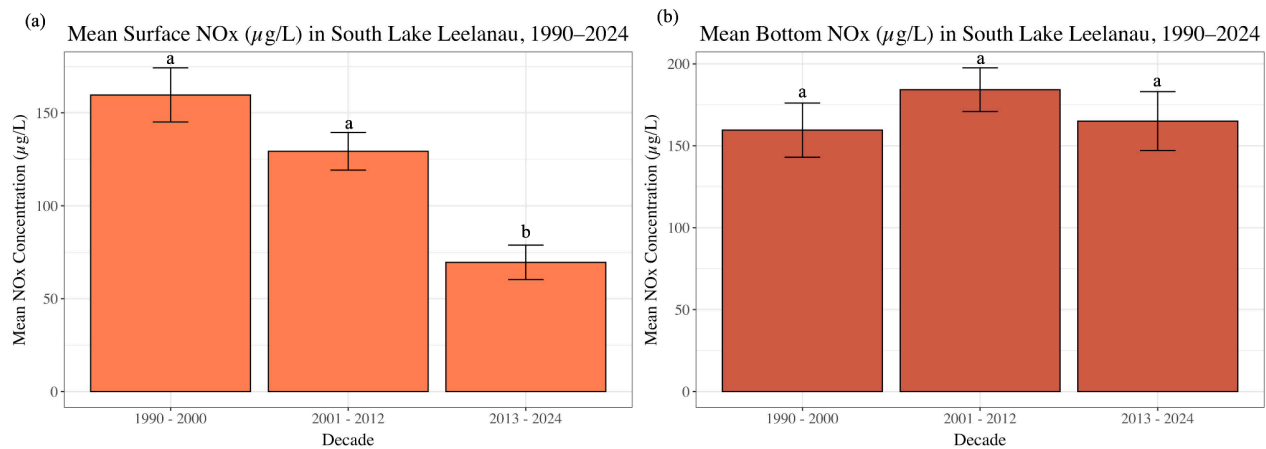 (a)
Mean Surface NOx (µg/L) in South Lake Leelanau, 1990–2024
Mean NOx Concentration (µg/L)
150
100
50
0
a
a
b
1990 - 2000
2001 - 2012
2013 - 2024
Decade
(b)
Mean Bottom NOx (µg/L) in South Lake Leelanau, 1990–2024
Mean NOx Concentration (µg/L)
200
150
100
50
0
a
a
a
1990 - 2000
2001 - 2012
2013 - 2024
Decade